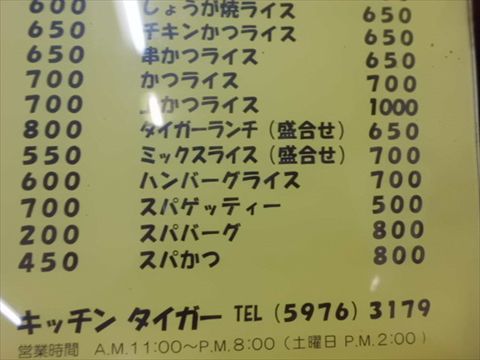 600 しょうが焼ライス 650
650 チキンかつライス 650
650 串かつライス 650
700 かつライス 700
700 かつライス 1000
800 タイガーランチ(盛合せ) 650
550 ミックスライス(盛合せ) 700
600 ハンバーグライス 700
700 スパゲッティー 500
200 スパバーグ 800
450 スパかつ 800
キッチン タイガー TEL (5976) 3179
営業時間 A.M.11:00〜P.M.8:00 (土曜日 P.M.2:00)